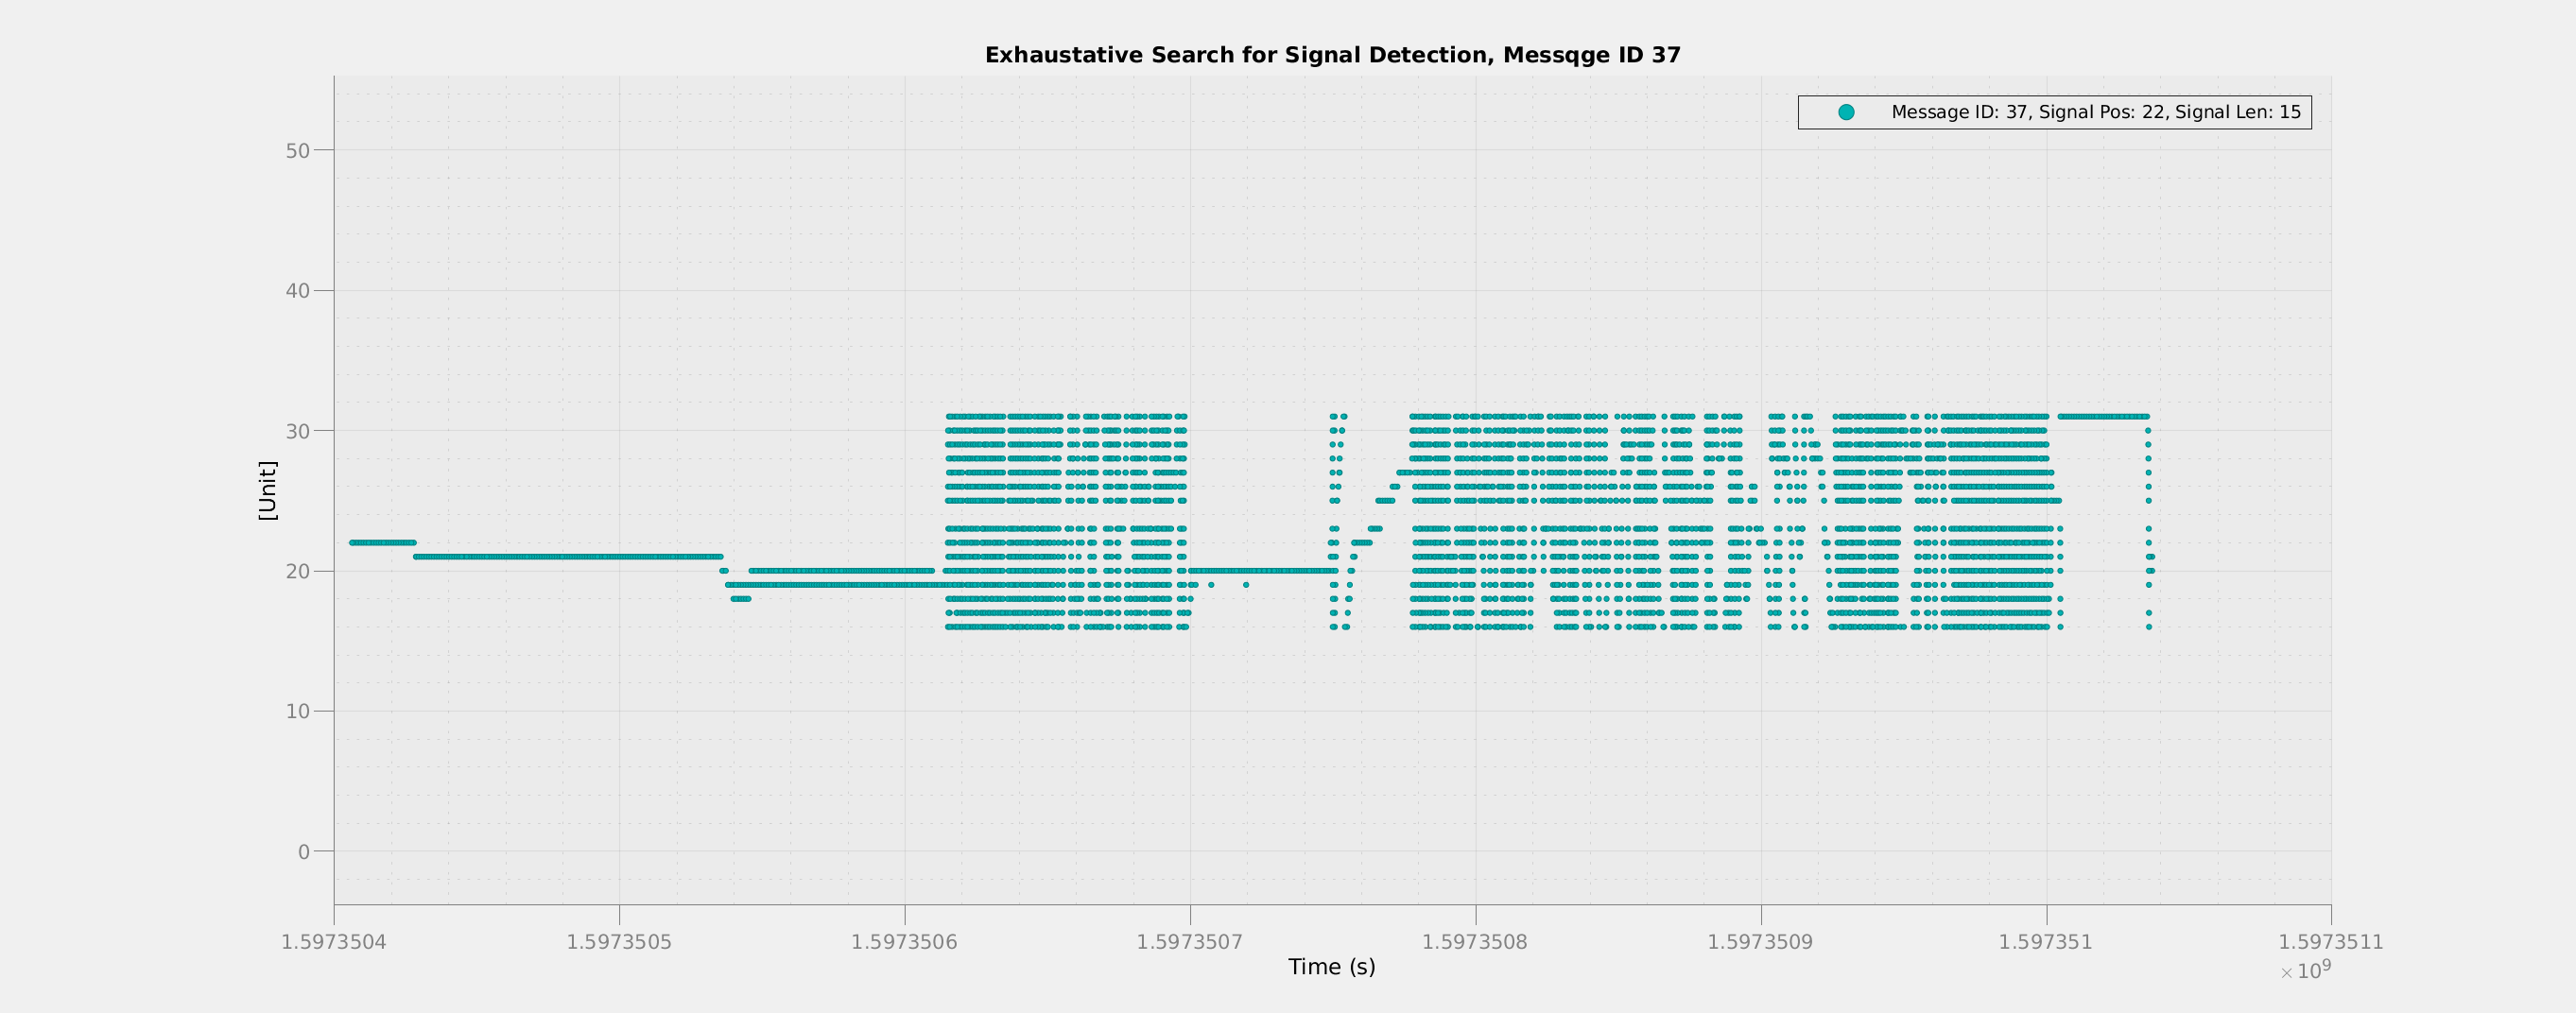 Exhaustative Search for Signal Detection, Messqge ID 37
Message ID: 37, Signal Pos: 22, Signal Len: 15
50
40
30
20
10
0
[Unit]
1.5973504 1.5973505 1.5973506 1.5973507 1.5973508 1.5973509 1.597351 1.5973511
Time (s)
× 10⁹